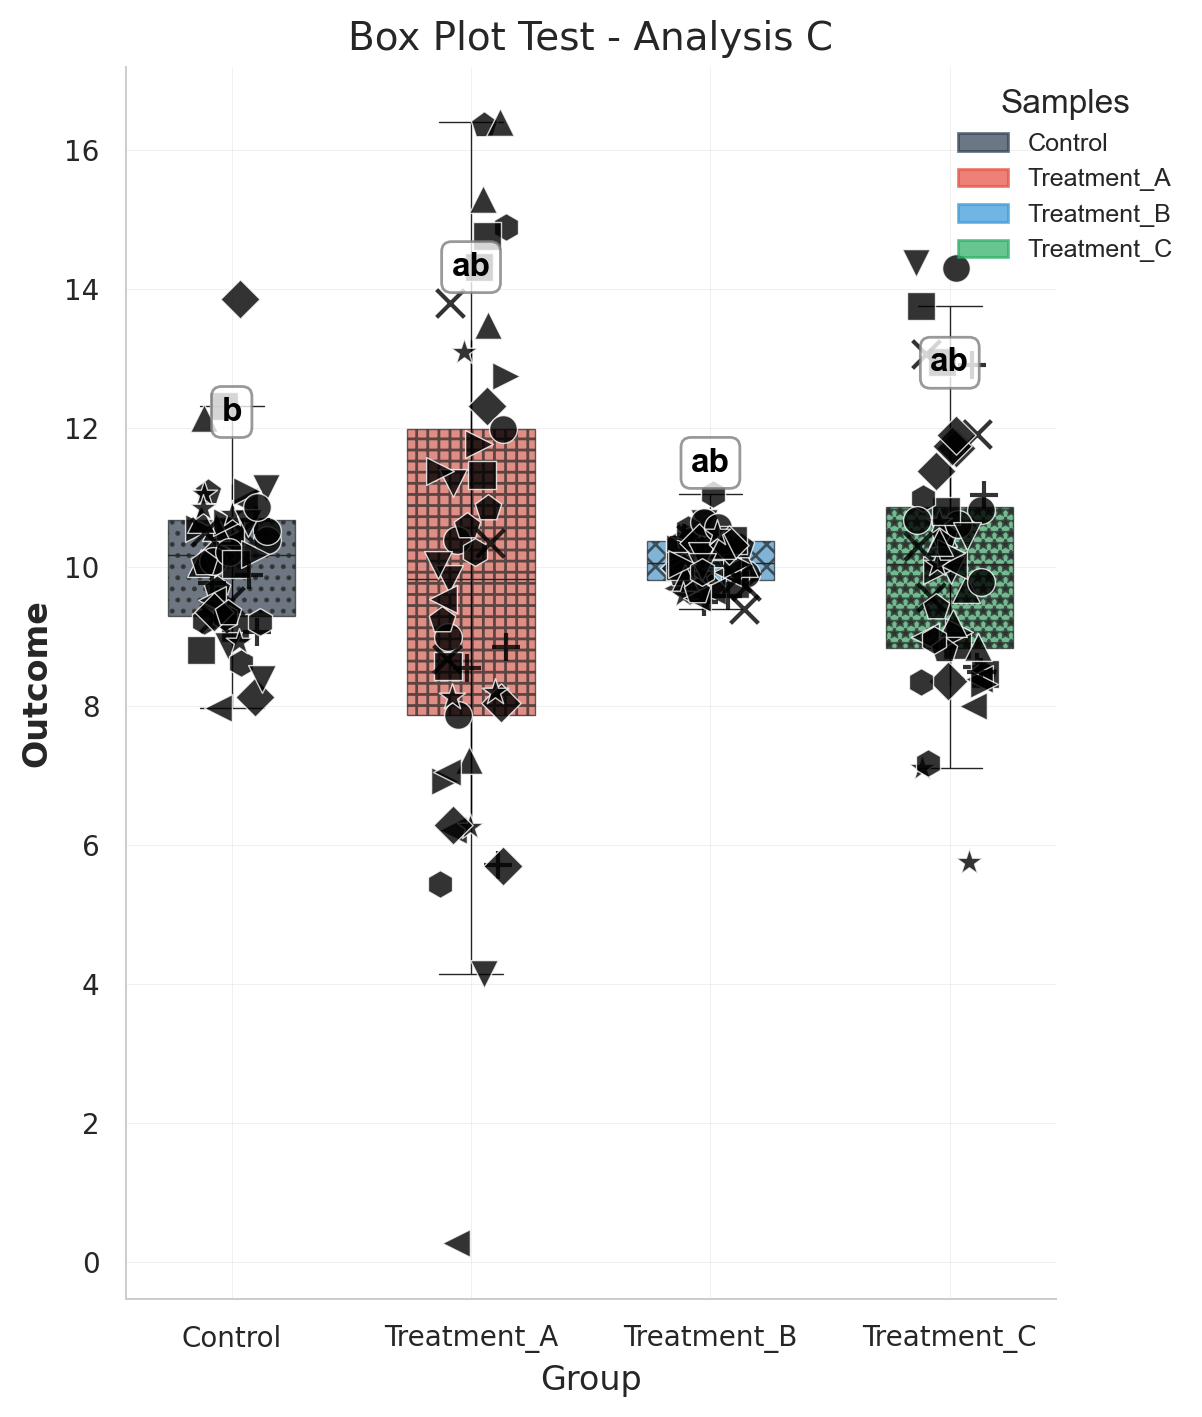 Box Plot Test - Analysis C
Samples
Control
Treatment_A
Treatment_B
Treatment_C
16
14
12
10
8
6
4
2
0
b
ab
ab
ab
Outcome
Control
Treatment_A
Treatment_B
Treatment_C
Group